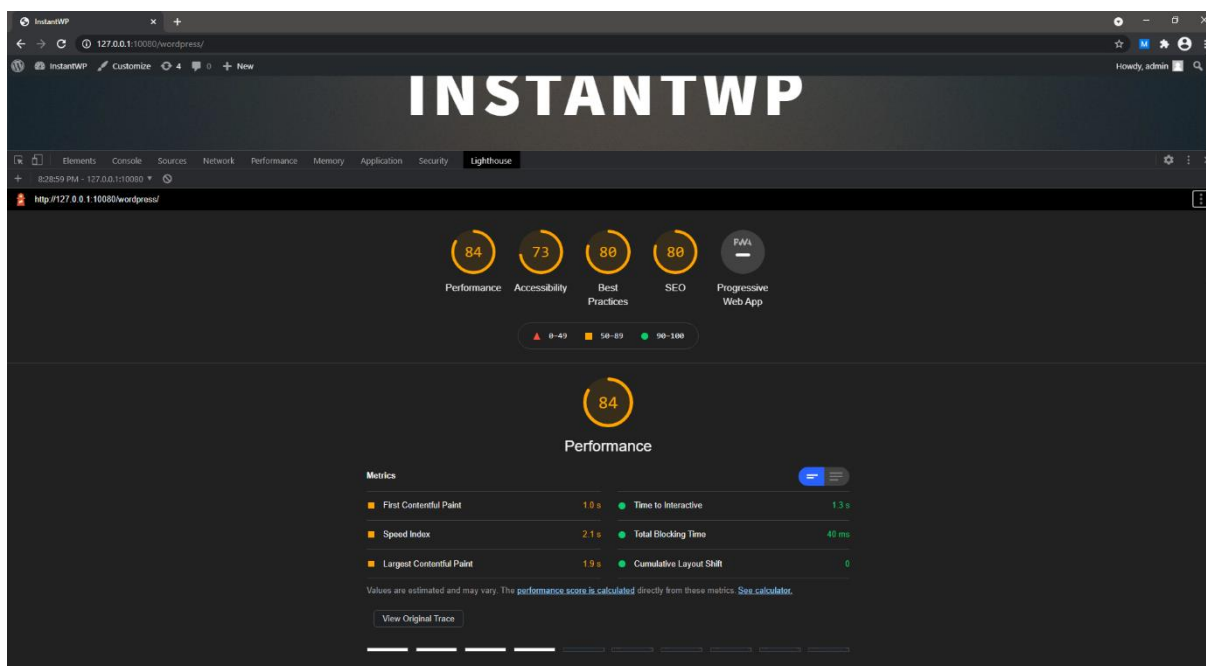 InstantWP
127.0.0.1:10080/wordpress/
M
InstantWP Customize 4 0 + New
Howdy, admin
INSTANTWP
Elements Console Sources Network Performance Memory Application Security Lighthouse
+ 8:28:59 PM - 127.0.0.1:10080
http://127.0.0.1:10080/wordpress/
84 73 80 80 PWA
Performance Accessibility Best Practices SEO Progressive Web App
0–49 50–89 90–100
84
Performance
Metrics
First Contentful Paint 1.0 s Time to Interactive 1.3 s
Speed Index 2.1 s Total Blocking Time 40 ms
Largest Contentful Paint 1.9 s Cumulative Layout Shift 0
Values are estimated and may vary. The performance score is calculated directly from these metrics. See calculator.
View Original Trace